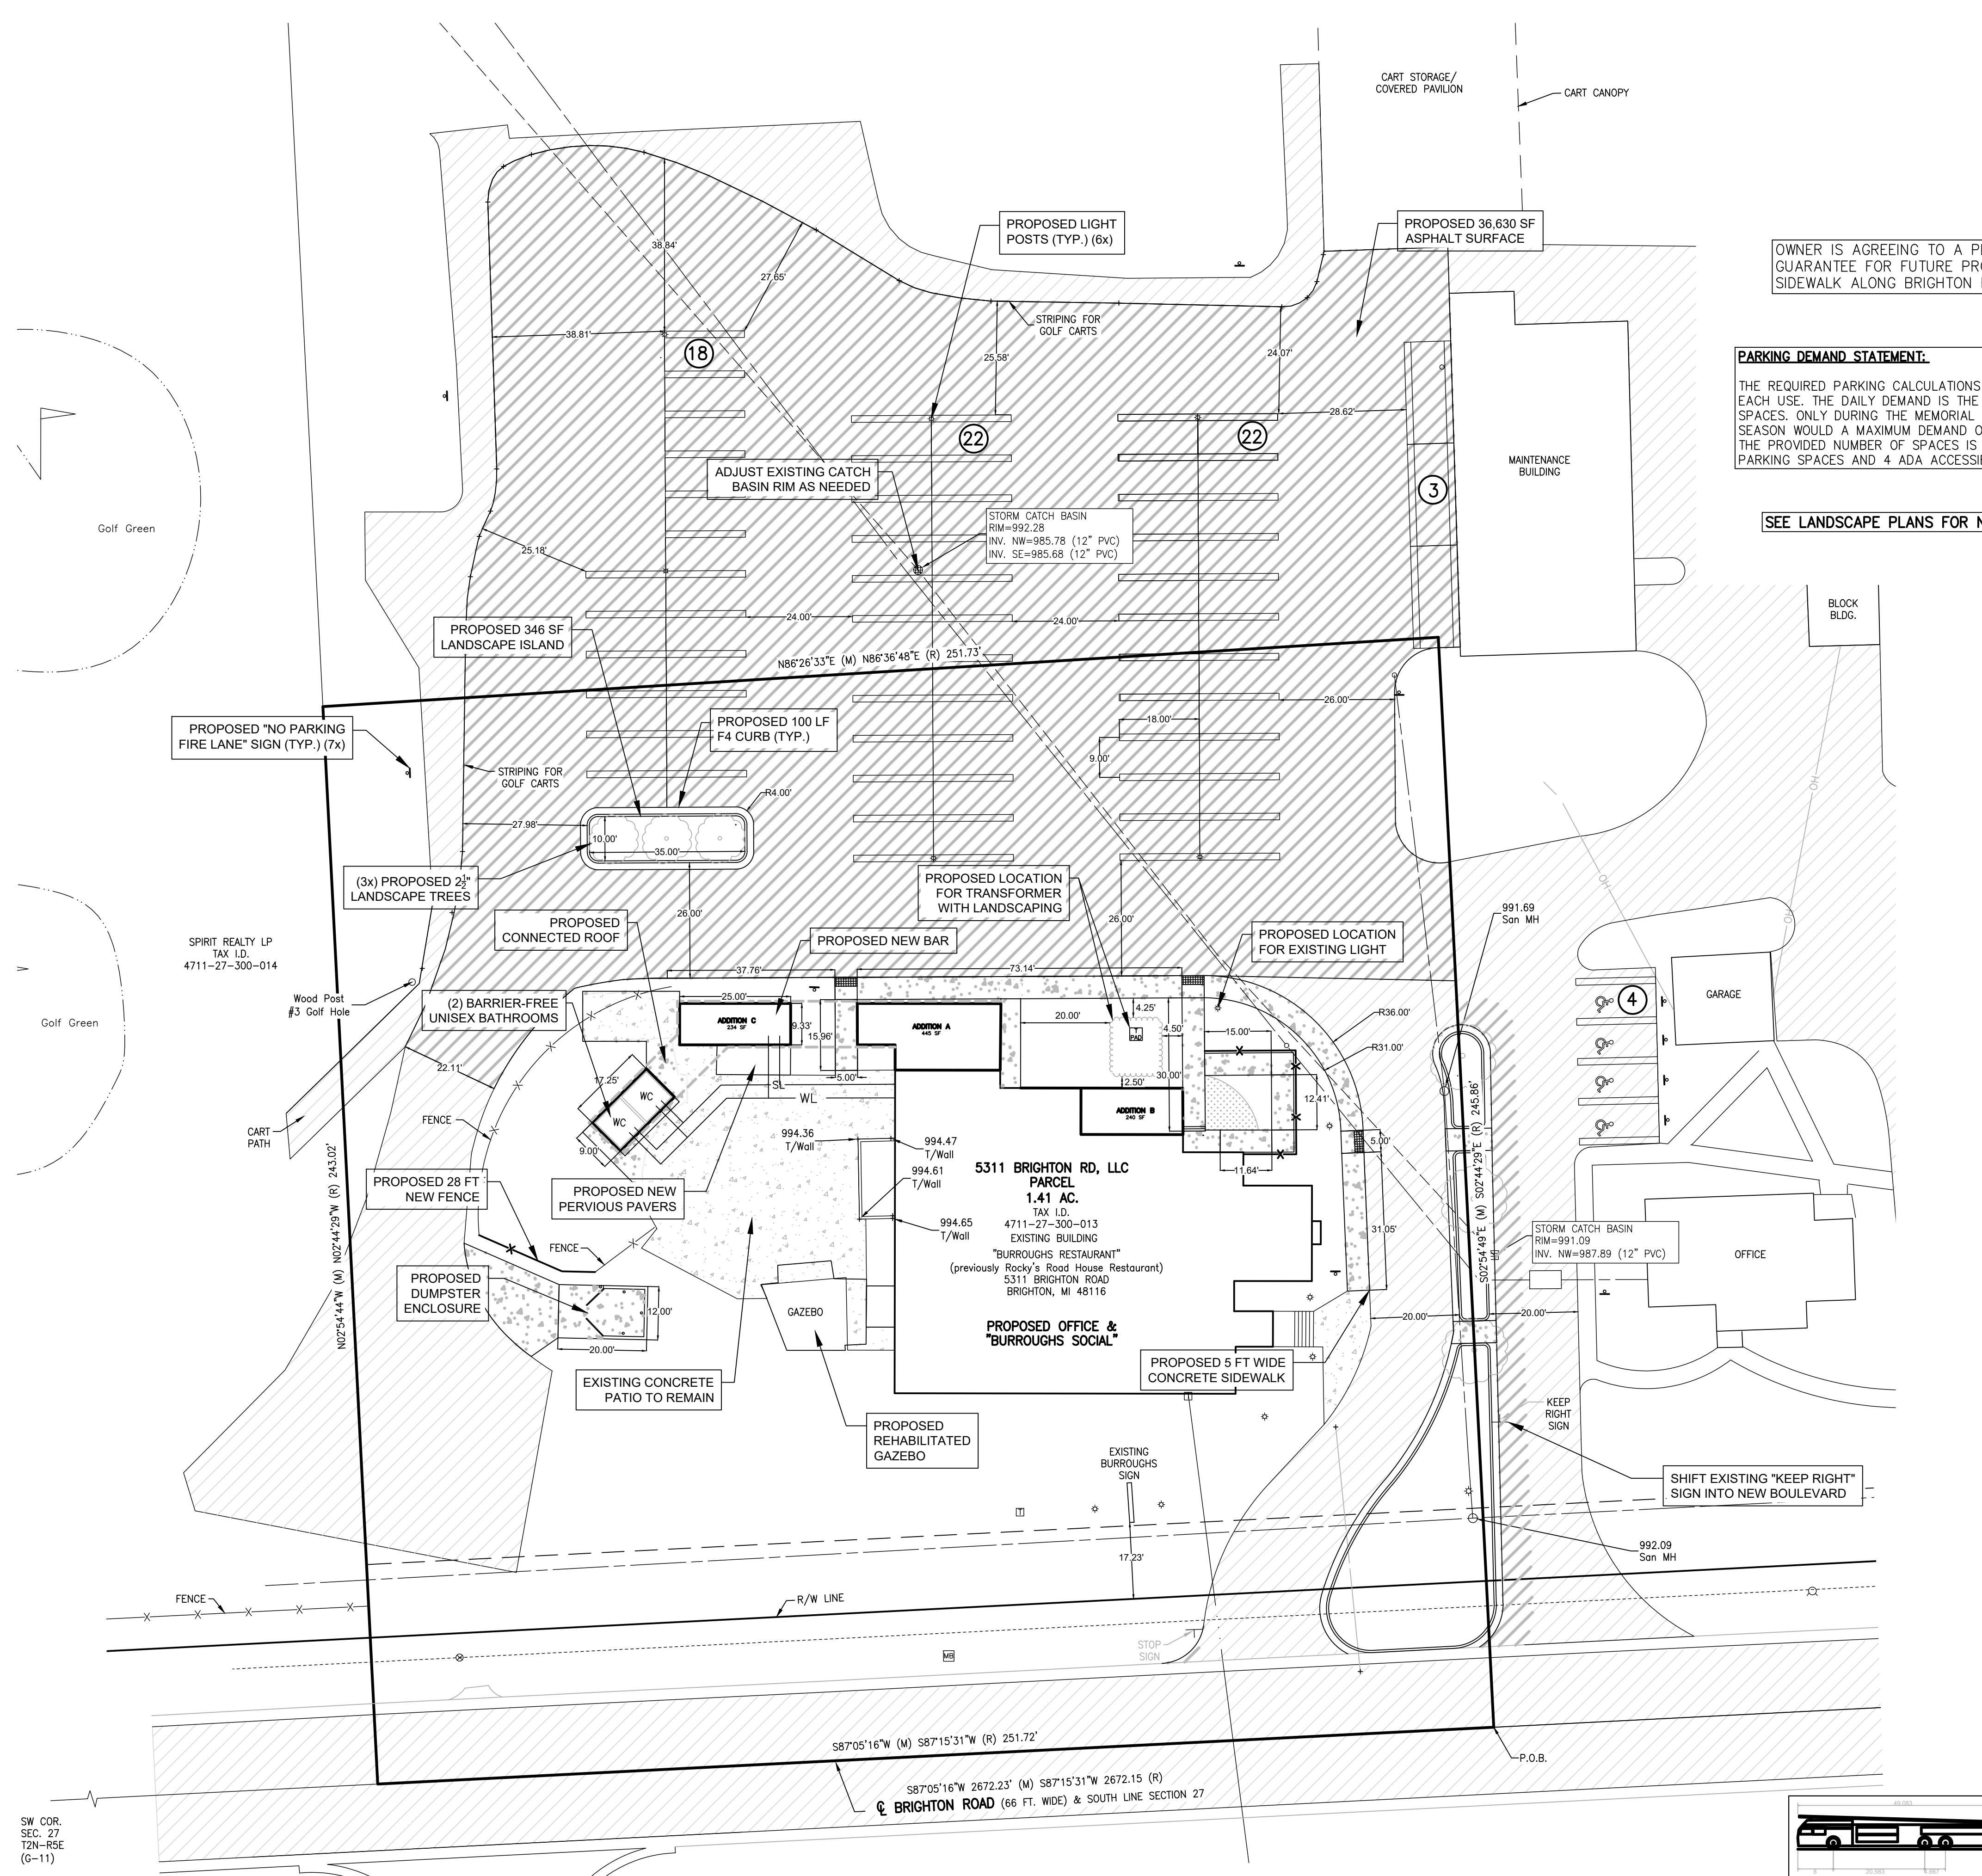 CART STORAGE/
COVERED PAVILION
CART CANOPY
PROPOSED LIGHT
POSTS (TYP.) (6x)
PROPOSED 36,630 SF
ASPHALT SURFACE
OWNER IS AGREEING TO A
GUARANTEE FOR FUTURE
SIDEWALK ALONG BRIGHTON
38.84'
27.65'
STRIPING FOR
GOLF CARTS
38.81'
18
25.58'
24.07'
28.62'
PARKING DEMAND STATEMENT:
THE REQUIRED PARKING CALCULATIONS
EACH USE. THE DAILY DEMAND IS THE
SPACES. ONLY DURING THE MEMORIAL
SEASON WOULD A MAXIMUM DEMAND
THE PROVIDED NUMBER OF SPACES IS
PARKING SPACES AND 4 ADA
22
22
3
MAINTENANCE
BUILDING
ADJUST EXISTING CATCH
BASIN RIM AS NEEDED
STORM CATCH BASIN
RIM=992.28
INV. NW=985.78 (12" PVC)
INV. SE=985.68 (12" PVC)
SEE LANDSCAPE PLANS FOR
Golf Green
25.18'
BLOCK
BLDG.
PROPOSED 346 SF
LANDSCAPE ISLAND
24.00'
24.00'
N86°26'33"E (M) N86°36'48"E (R) 251.73'
PROPOSED "NO PARKING
FIRE LANE" SIGN (TYP.) (7x)
PROPOSED 100 LF
F4 CURB (TYP.)
18.00'
26.00'
9.00'
STRIPING FOR
GOLF CARTS
R4.00'
OH
27.98'
10.00'
35.00'
(3x) PROPOSED 2½"
LANDSCAPE TREES
OH
OH
PROPOSED LOCATION
FOR TRANSFORMER
WITH LANDSCAPING
26.00'
26.00'
PROPOSED
CONNECTED ROOF
PROPOSED NEW BAR
PROPOSED LOCATION
FOR EXISTING LIGHT
991.69
San MH
SPIRIT REALTY LP
TAX I.D.
4711-27-300-014
Wood Post
#3 Golf Hole
37.76'
73.14'
(2) BARRIER-FREE
UNISEX BATHROOMS
25.00'
ADDITION C
234 SF
9.33'
15.96'
ADDITION A
445 SF
20.00'
4.25'
T
PAD
4.50'
15.00'
R36.00'
R31.00'
4
GARAGE
Golf Green
22.11'
17.25'
WC
WC
9.00'
SL
WL
5.00'
2.50'
30.00'
12.41'
ADDITION B
240 SF
11.64'
5.00'
CART
PATH
FENCE
994.36
T/Wall
994.47
T/Wall
994.61
T/Wall
994.65
T/Wall
PROPOSED 28 FT
NEW FENCE
PROPOSED NEW
PERVIOUS PAVERS
5311 BRIGHTON RD, LLC
PARCEL
1.41 AC.
TAX I.D.
4711-27-300-013
EXISTING BUILDING
"BURROUGHS RESTAURANT"
(previously Rocky's Road House Restaurant)
5311 BRIGHTON ROAD
BRIGHTON, MI 48116
PROPOSED OFFICE &
"BURROUGHS SOCIAL"
31.05'
S02°54'49"E (M) S02°44'29"E (R) 245.86'
STORM CATCH BASIN
RIM=991.09
INV. NW=987.89 (12" PVC)
OFFICE
N02°54'44"W (M) N02°44'29"W (R) 243.02'
FENCE
PROPOSED
DUMPSTER
ENCLOSURE
12.00'
20.00'
GAZEBO
20.00'
20.00'
EXISTING CONCRETE
PATIO TO REMAIN
PROPOSED 5 FT WIDE
CONCRETE SIDEWALK
T
PROPOSED
REHABILITATED
GAZEBO
KEEP
RIGHT
SIGN
EXISTING
BURROUGHS
SIGN
SHIFT EXISTING "KEEP RIGHT"
SIGN INTO NEW BOULEVARD
T
17.23'
992.09
San MH
FENCE
R/W LINE
STOP
SIGN
MB
S87°05'16"W (M) S87°15'31"W (R) 251.72'
P.O.B.
S87°05'16"W 2672.23' (M) S87°15'31"W 2672.15 (R)
℄ BRIGHTON ROAD (66 FT. WIDE) & SOUTH LINE SECTION 27
SW COR.
SEC. 27
T2N-R5E
(G-11)
8
20.583